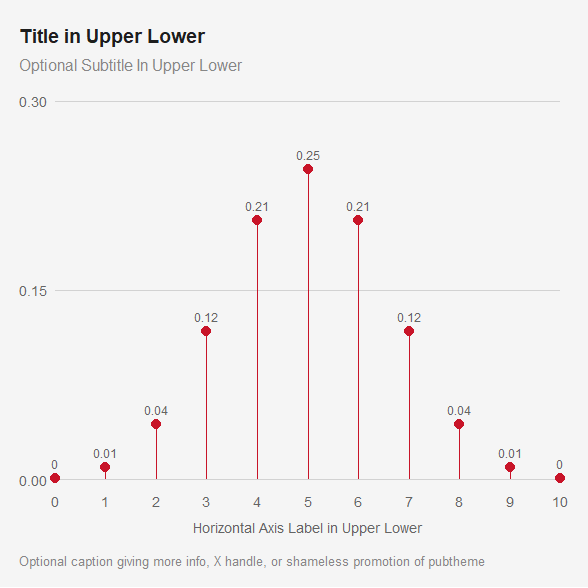 Title in Upper Lower
Optional Subtitle In Upper Lower
0.30
0.25
0.21 0.21
0.15
0.12 0.12
0.04 0.04
0.01 0.01
0 0
0.00
0 1 2 3 4 5 6 7 8 9 10
Horizontal Axis Label in Upper Lower
Optional caption giving more info, X handle, or shameless promotion of pubtheme